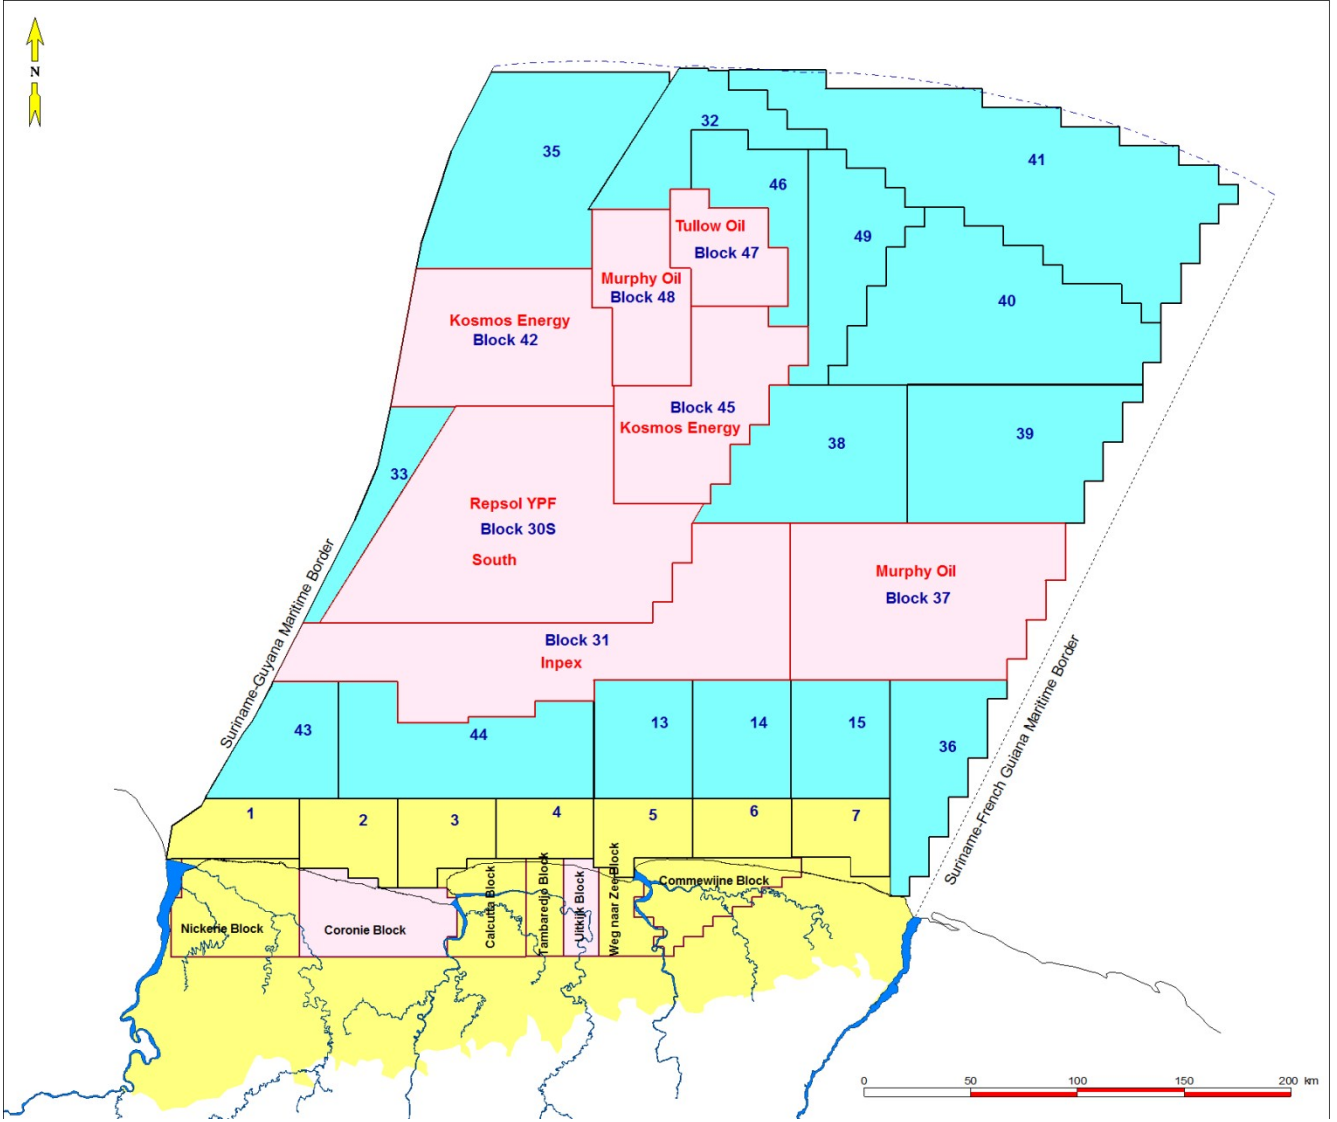 N
32
35
41
46
Tullow Oil
49
Block 47
Murphy Oil
Block 48
40
Kosmos Energy
Block 42
Block 45
Kosmos Energy
39
38
33
Repsol YPF
Block 30S
South
Murphy Oil
Block 37
Suriname-Guyana Maritime Border
Block 31
Inpex
Suriname-French Guiana Maritime Border
43
44
13
14
15
36
1
2
3
4
5
6
7
Nickerie Block
Coronie Block
Calcutta Block
Tambaredjo Block
Uitkijk Block
Weg naar Zee Block
Commewijne Block
0 50 100 150 200 km